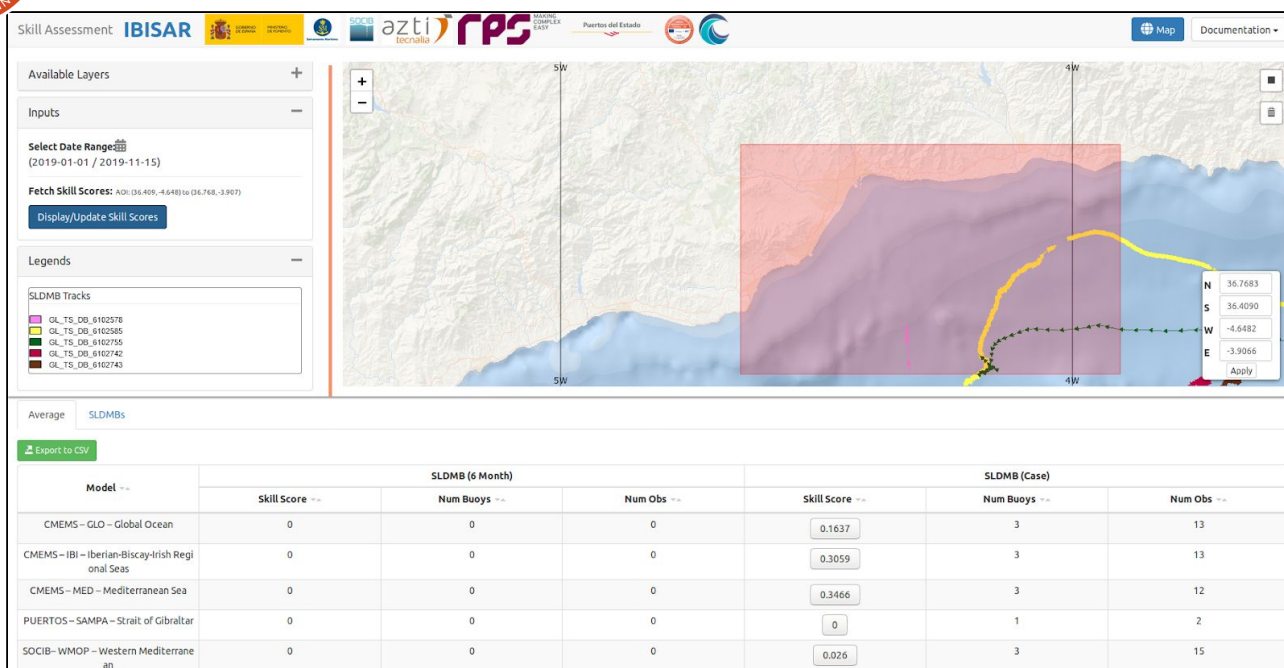 Skill Assessment IBISAR
SOCIB
azti
tecnalia
rps
MAKING
COMPLEX
EASY
Puertos del Estado
Map
Documentation
Available Layers
Inputs
Select Date Range:
(2019-01-01 / 2019-11-15)
Fetch Skill Scores: AOI: (36.409, -4.648) to (36.768, -3.907)
Display/Update Skill Scores
Legends
SLDMB Tracks
GL_TS_DB_6102578
GL_TS_DB_6102585
GL_TS_DB_6102755
GL_TS_DB_6102742
GL_TS_DB_6102743
+
−
5W
4W
5W
4W
N 36.7683
S 36.4090
W -4.6482
E -3.9066
Apply
Average SLDMBs
Export to CSV
Model SLDMB (6 Month) SLDMB (Case)
Skill Score Num Buoys Num Obs Skill Score Num Buoys Num Obs
CMEMS – GLO – Global Ocean 0 0 0 0.1637 3 13
CMEMS – IBI – Iberian-Biscay-Irish Regi
onal Seas 0 0 0 0.3059 3 13
CMEMS – MED – Mediterranean Sea 0 0 0 0.3466 3 12
PUERTOS – SAMPA – Strait of Gibraltar 0 0 0 0 1 2
SOCIB– WMOP – Western Mediterrane
an 0 0 0 0.026 3 15